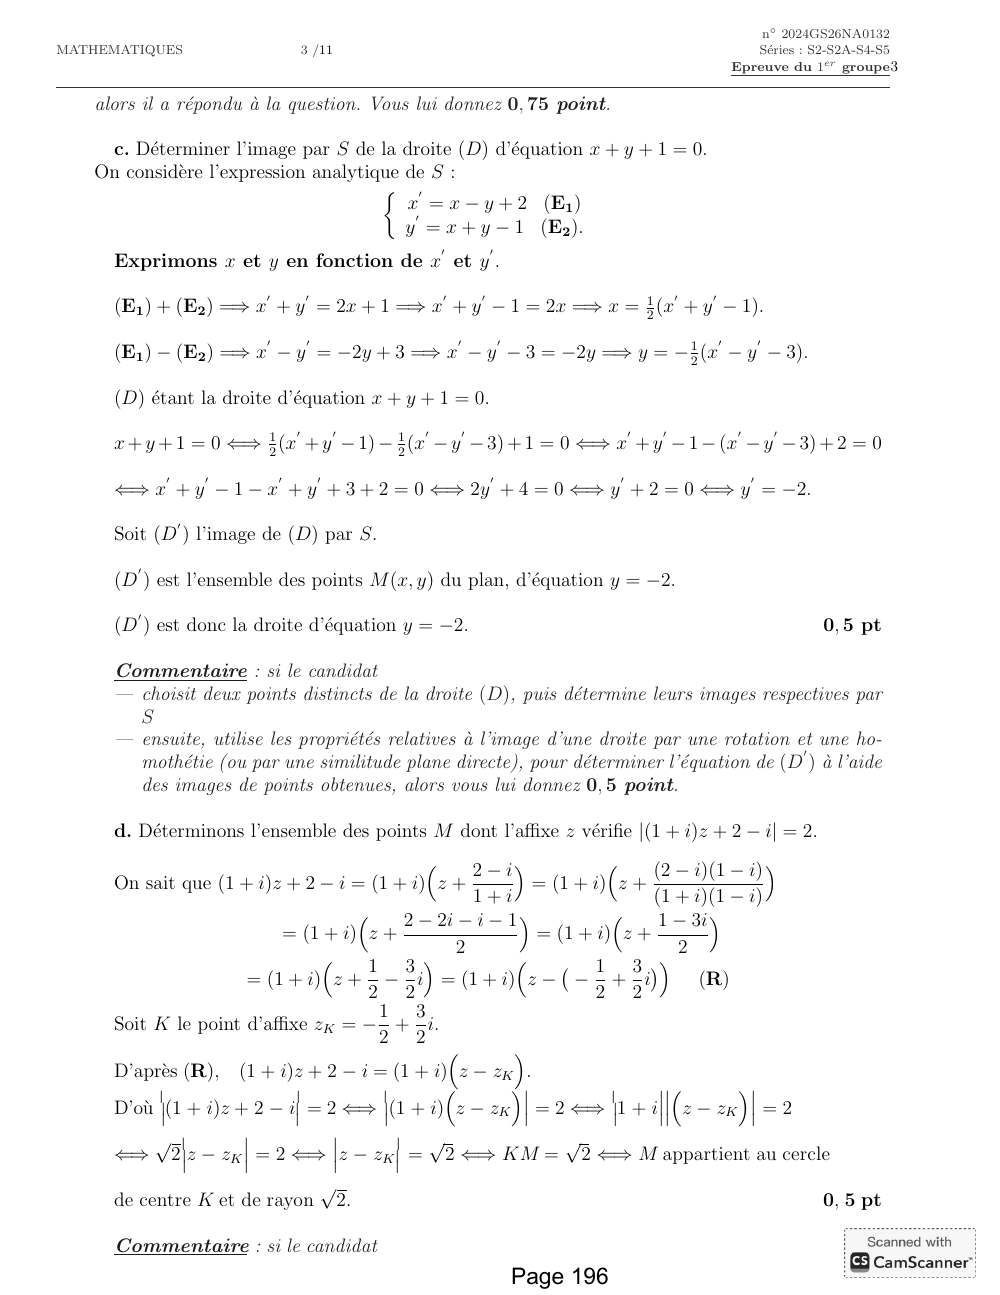 n° 2024GS26NA0132
MATHEMATIQUES 3 /11 Séries : S2-S2A-S4-S5
Epreuve du 1er groupe3
alors il a répondu à la question. Vous lui donnez 0,75 point.
c. Déterminer l'image par S de la droite (D) d'équation x + y + 1 = 0.
On considère l'expression analytique de S :
{ x′ = x − y + 2 (E₁)
y′ = x + y − 1 (E₂).
Exprimons x et y en fonction de x′ et y′.
(E₁) + (E₂) ⟹ x′ + y′ = 2x + 1 ⟹ x′ + y′ − 1 = 2x ⟹ x = 1/2(x′ + y′ − 1).
(E₁) − (E₂) ⟹ x′ − y′ = −2y + 3 ⟹ x′ − y′ − 3 = −2y ⟹ y = −1/2(x′ − y′ − 3).
(D) étant la droite d'équation x + y + 1 = 0.
x + y + 1 = 0 ⟺ 1/2(x′ + y′ − 1) − 1/2(x′ − y′ − 3) + 1 = 0 ⟺ x′ + y′ − 1 − (x′ − y′ − 3) + 2 = 0
⟺ x′ + y′ − 1 − x′ + y′ + 3 + 2 = 0 ⟺ 2y′ + 4 = 0 ⟺ y′ + 2 = 0 ⟺ y′ = −2.
Soit (D′) l'image de (D) par S.
(D′) est l'ensemble des points M(x, y) du plan, d'équation y = −2.
(D′) est donc la droite d'équation y = −2. 0,5 pt
Commentaire : si le candidat
— choisit deux points distincts de la droite (D), puis détermine leurs images respectives par
S
— ensuite, utilise les propriétés relatives à l'image d'une droite par une rotation et une ho-
mothétie (ou par une similitude plane directe), pour déterminer l'équation de (D′) à l'aide
des images de points obtenues, alors vous lui donnez 0,5 point.
d. Déterminons l'ensemble des points M dont l'affixe z vérifie |(1 + i)z + 2 − i| = 2.
On sait que (1 + i)z + 2 − i = (1 + i)(z + (2 − i)/(1 + i)) = (1 + i)(z + (2 − i)(1 − i)/(1 + i)(1 − i))
= (1 + i)(z + (2 − 2i − i − 1)/2) = (1 + i)(z + (1 − 3i)/2)
= (1 + i)(z + 1/2 − 3/2 i) = (1 + i)(z − (− 1/2 + 3/2 i)) (R)
Soit K le point d'affixe z_K = −1/2 + 3/2 i.
D'après (R), (1 + i)z + 2 − i = (1 + i)(z − z_K).
D'où |(1 + i)z + 2 − i| = 2 ⟺ |(1 + i)(z − z_K)| = 2 ⟺ |1 + i||(z − z_K)| = 2
⟺ √2|z − z_K| = 2 ⟺ |z − z_K| = √2 ⟺ KM = √2 ⟺ M appartient au cercle
de centre K et de rayon √2. 0, 5 pt
Commentaire : si le candidat
Scanned with
CS CamScanner
Page 196